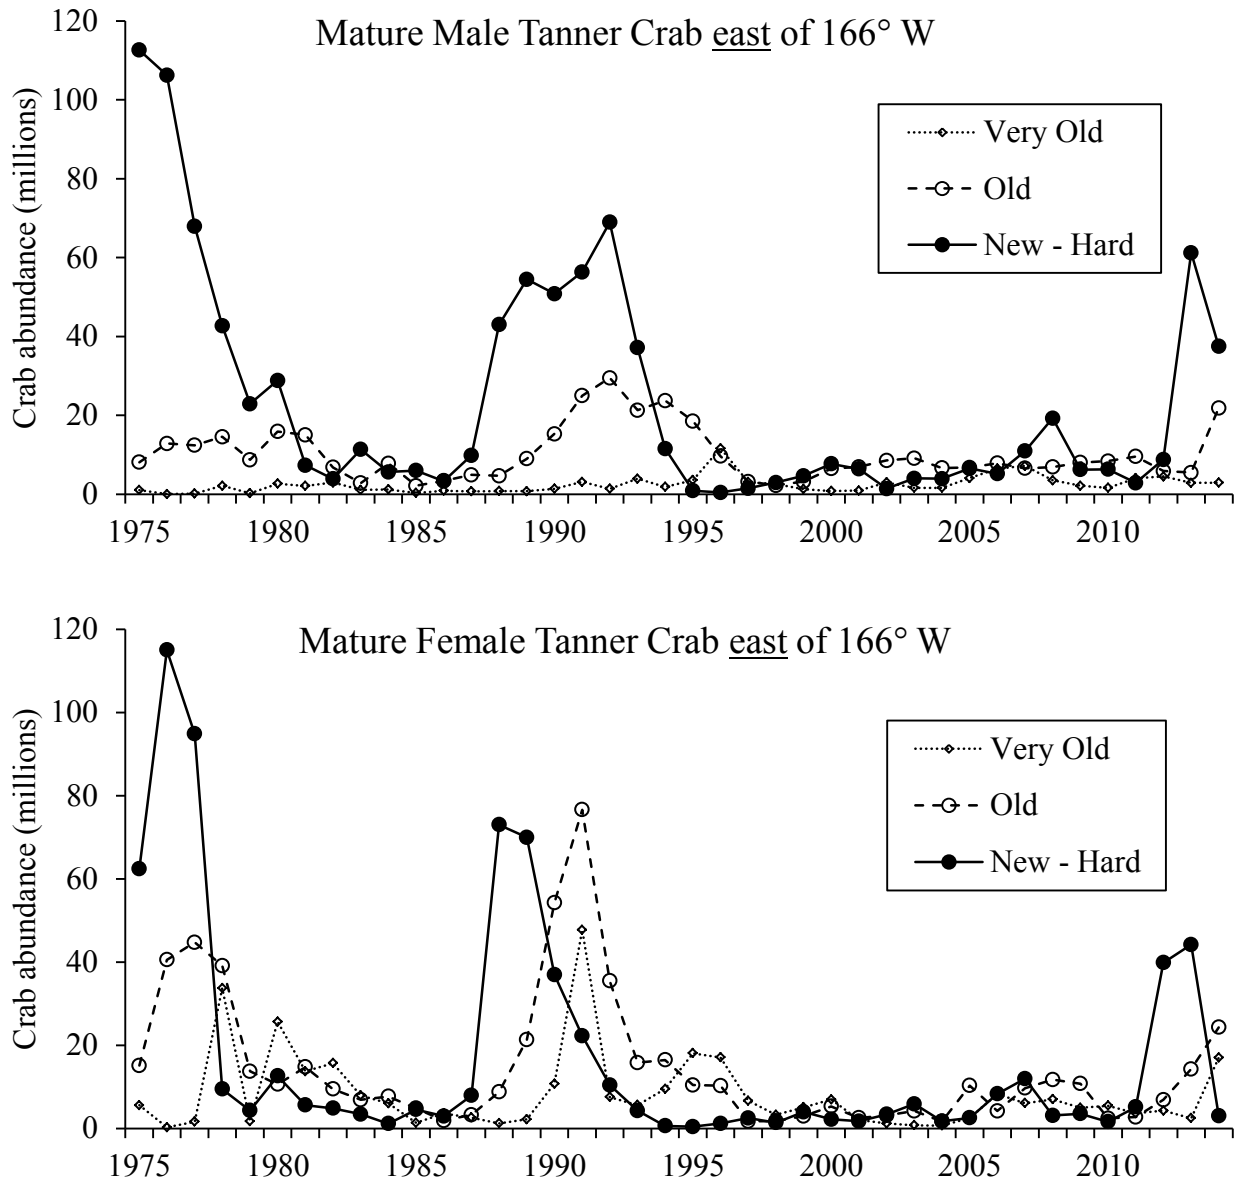 Mature Male Tanner Crab east of 166° W
Crab abundance (millions)
120
100
80
60
40
20
0
Very Old
Old
New - Hard
1975 1980 1985 1990 1995 2000 2005 2010
Mature Female Tanner Crab east of 166° W
Crab abundance (millions)
120
100
80
60
40
20
0
Very Old
Old
New - Hard
1975 1980 1985 1990 1995 2000 2005 2010